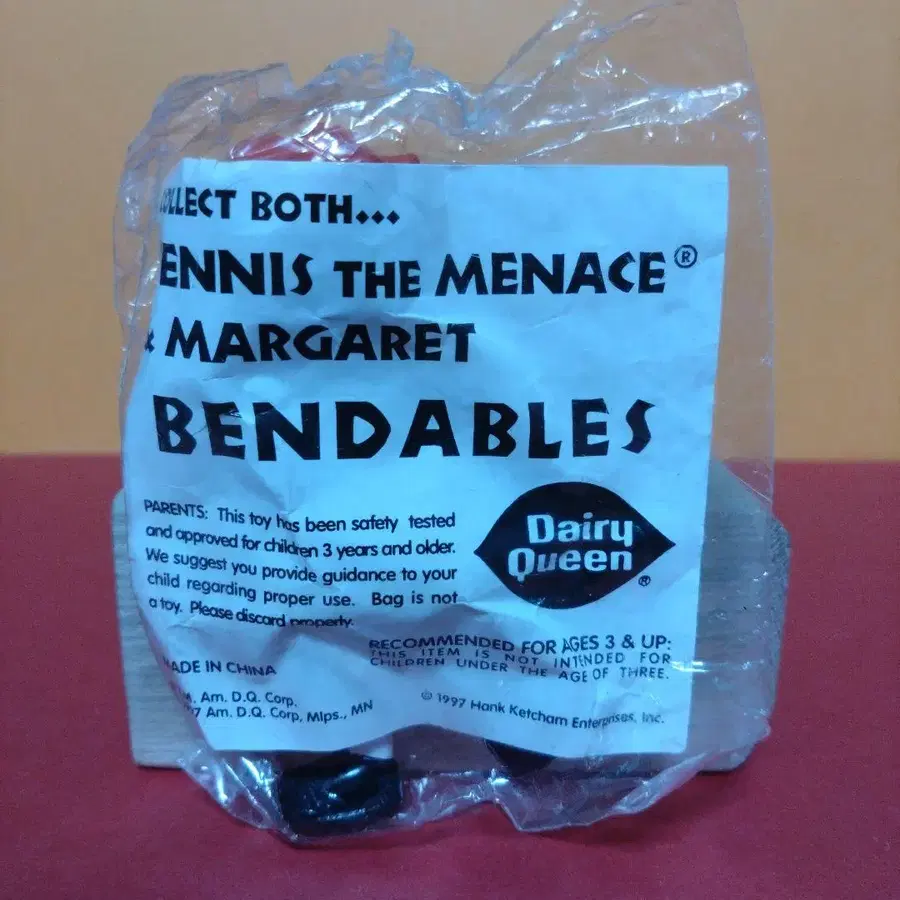 OLLECT BOTH...
ENNIS THE MENACE®
& MARGARET
BENDABLES
PARENTS: This toy has been safety tested
and approved for children 3 years and older.
We suggest you provide guidance to your
child regarding proper use. Bag is not
a toy. Please discard properly.
Dairy
Queen®
RECOMMENDED FOR AGES 3 & UP:
THIS ITEM IS NOT INTENDED FOR
CHILDREN UNDER THE AGE OF THREE.
MADE IN CHINA
Am. D.Q. Corp.
97 Am. D.Q. Corp, Mlps., MN
© 1997 Hank Ketcham Enterprises, Inc.